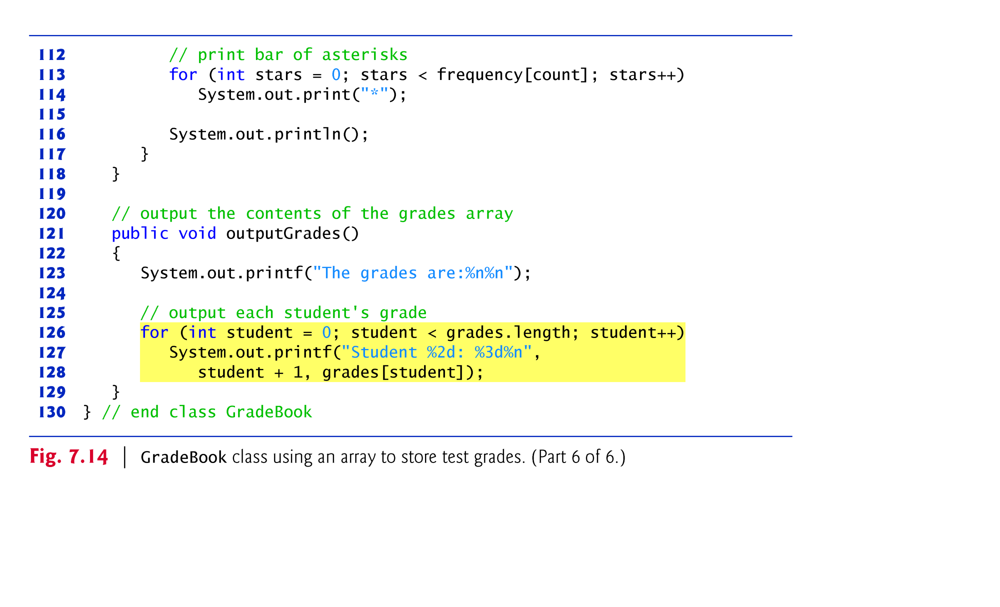 112 // print bar of asterisks
113 for (int stars = 0; stars < frequency[count]; stars++)
114 System.out.print("*");
115
116 System.out.println();
117 }
118 }
119
120 // output the contents of the grades array
121 public void outputGrades()
122 {
123 System.out.printf("The grades are:%n%n");
124
125 // output each student's grade
126 for (int student = 0; student < grades.length; student++)
127 System.out.printf("Student %2d: %3d%n",
128 student + 1, grades[student]);
129 }
130 } // end class GradeBook
Fig. 7.14 | GradeBook class using an array to store test grades. (Part 6 of 6.)